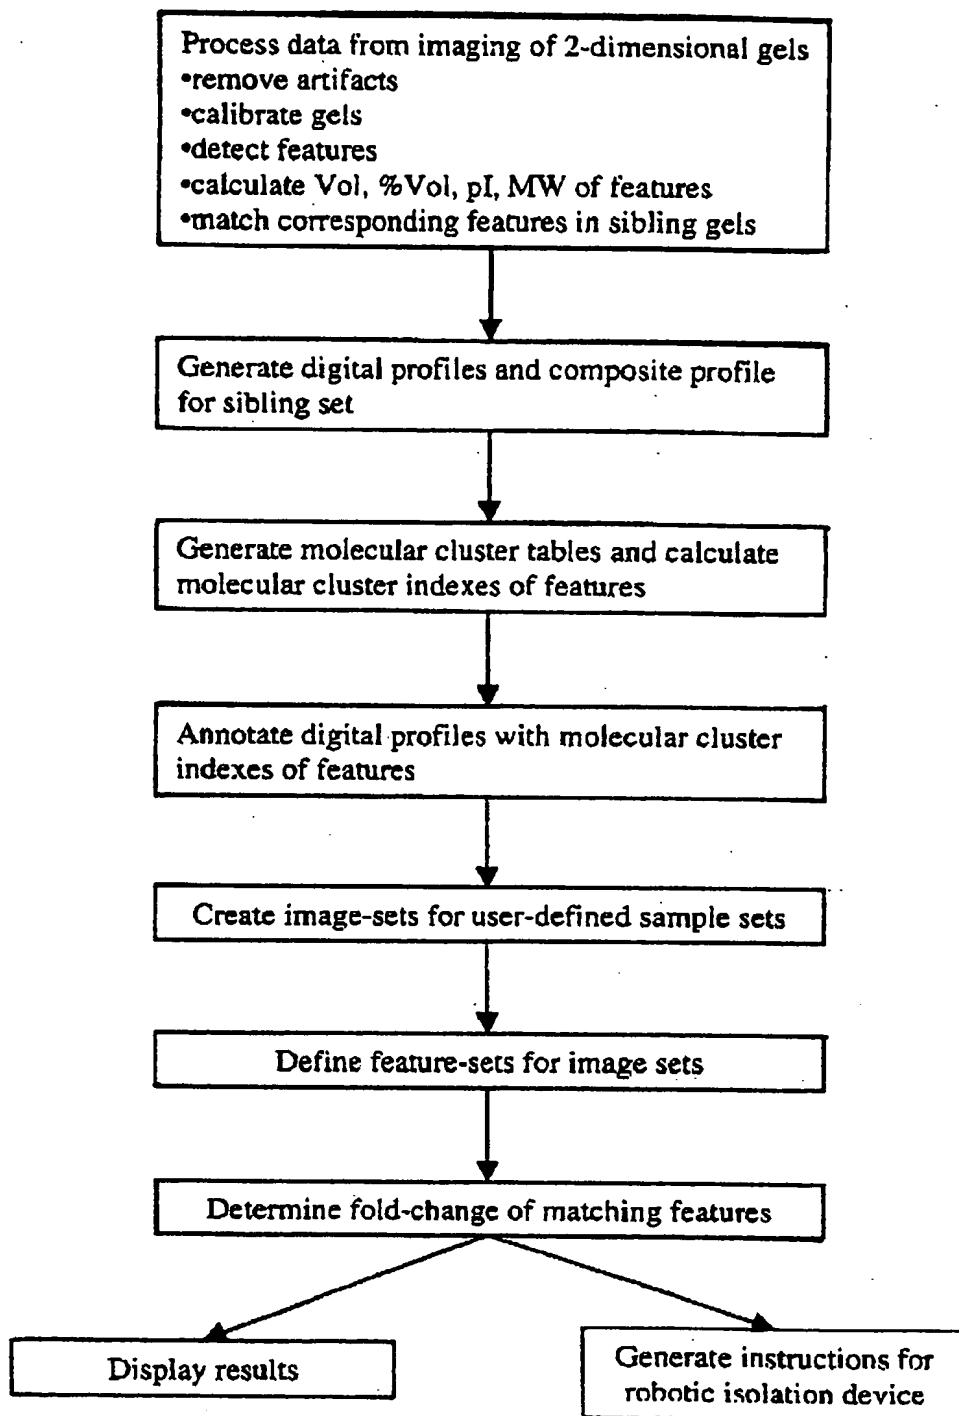 Process data from imaging of 2-dimensional gels
•remove artifacts
•calibrate gels
•detect features
•calculate Vol, %Vol, pI, MW of features
•match corresponding features in sibling gels
Generate digital profiles and composite profile
for sibling set
Generate molecular cluster tables and calculate
molecular cluster indexes of features
Annotate digital profiles with molecular cluster
indexes of features
Create image-sets for user-defined sample sets
Define feature-sets for image sets
Determine fold-change of matching features
Display results
Generate instructions for
robotic isolation device